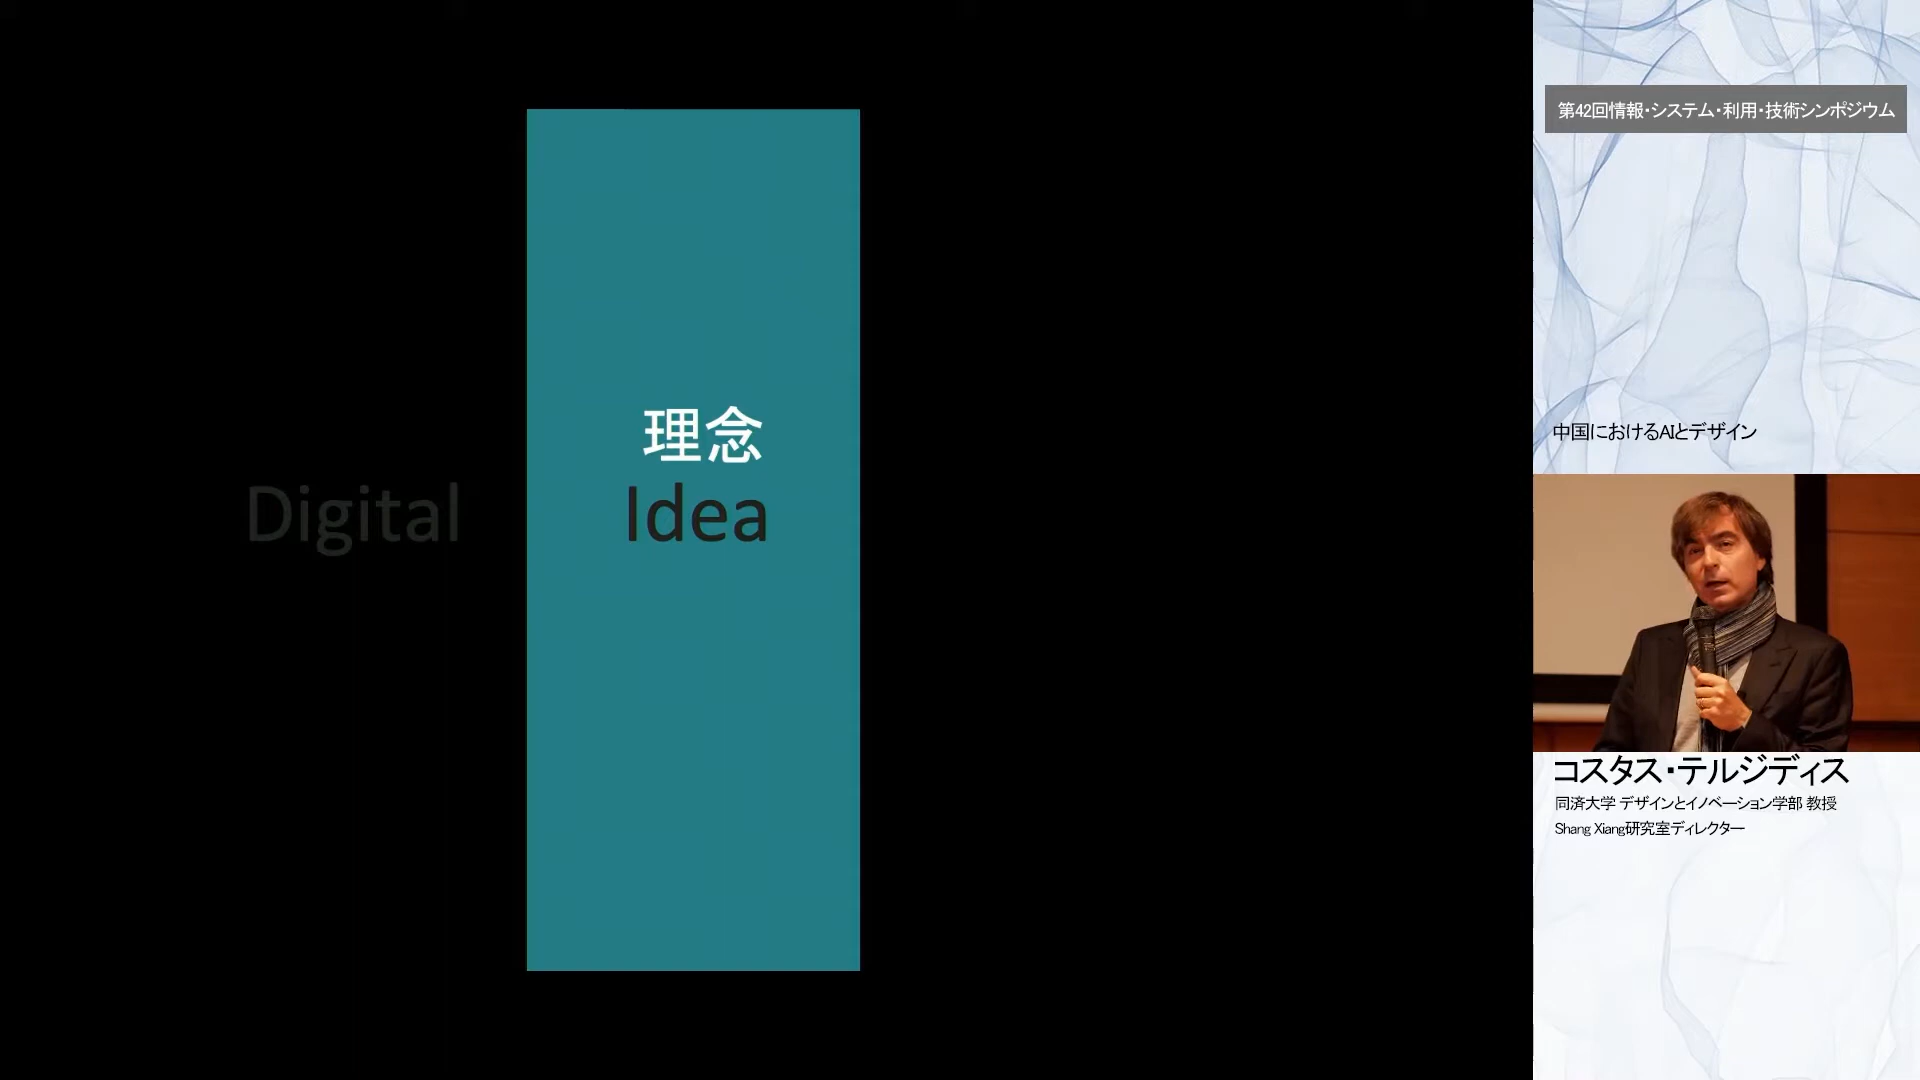 Digital
理念
Idea
第42回情報・システム・利用・技術シンポジウム
中国におけるAIとデザイン
コスタス・テルジディス
同済大学 デザインとイノベーション学部 教授
Shang Xiang研究室ディレクター